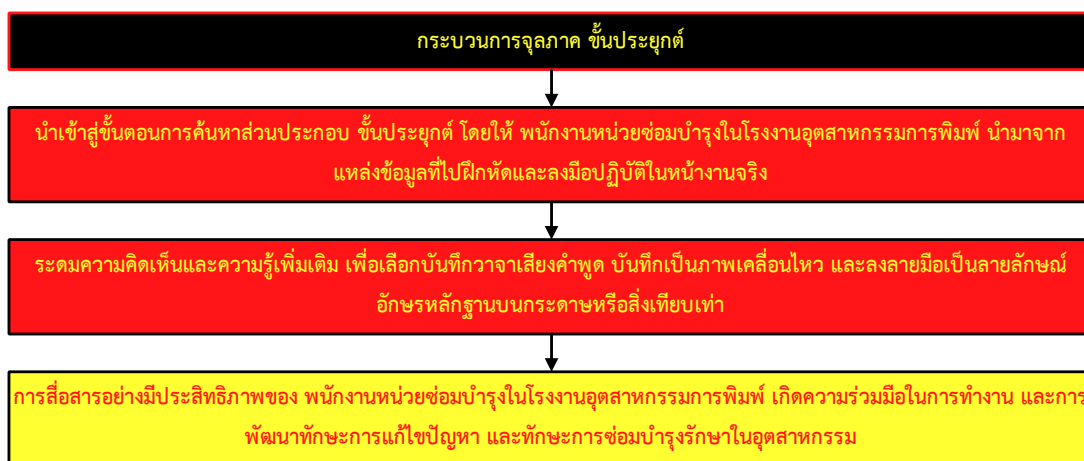 กระบวนการจุลภาค ขั้นประยุกต์
นำเข้าสู่ขั้นตอนการค้นหาส่วนประกอบ ขั้นประยุกต์ โดยให้ พนักงานหน่วยซ่อมบำรุงในโรงงานอุตสาหกรรมการพิมพ์ นำมาจาก
แหล่งข้อมูลที่ไปฝึกหัดและลงมือปฏิบัติในหน้างานจริง
ระดมความคิดเห็นและความรู้เพิ่มเติม เพื่อเลือกบันทึกวาจาเสียงคำพูด บันทึกเป็นภาพเคลื่อนไหว และลงลายมือเป็นลายลักษณ์
อักษรหลักฐานบนกระดาษหรือสิ่งเทียบเท่า
การสื่อสารอย่างมีประสิทธิภาพของ พนักงานหน่วยซ่อมบำรุงในโรงงานอุตสาหกรรมการพิมพ์ เกิดความร่วมมือในการทำงาน และการ
พัฒนาทักษะการแก้ไขปัญหา และทักษะการซ่อมบำรุงรักษาในอุตสาหกรรม